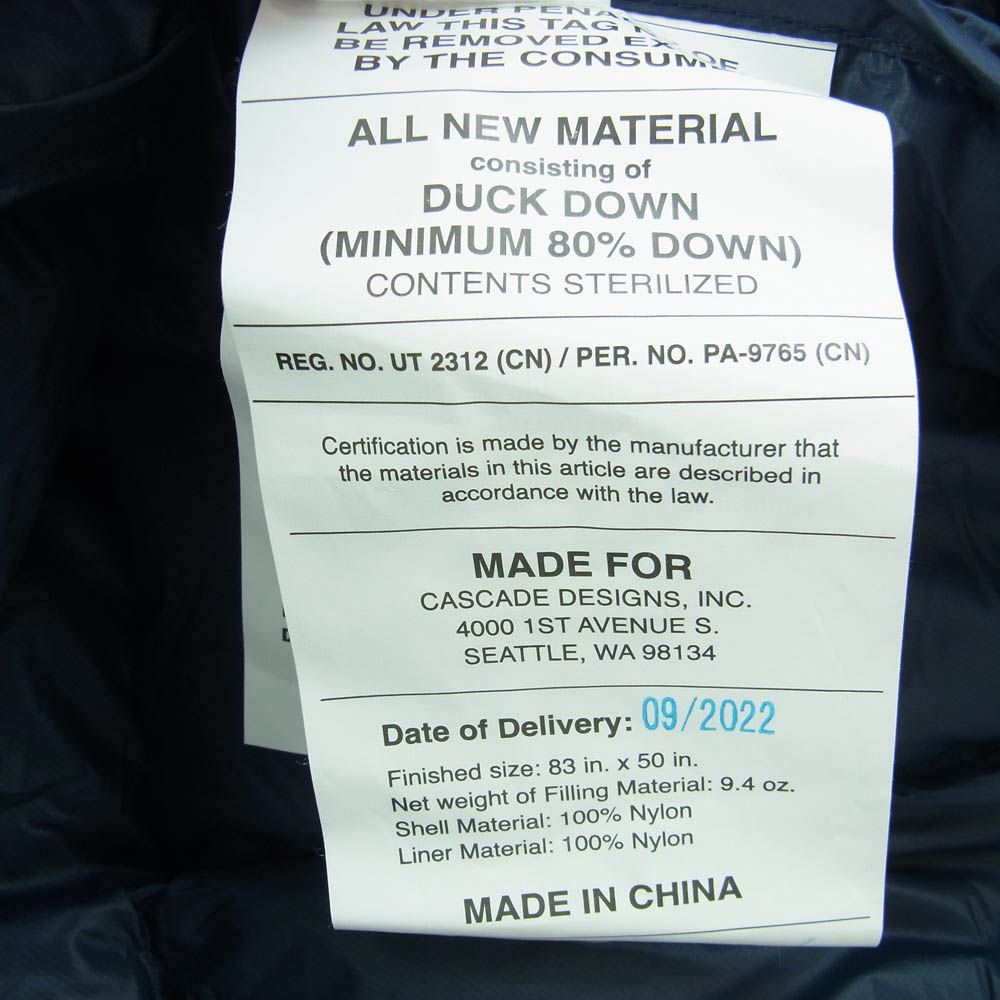 UNDER PENA
LAW THIS TAG
BE REMOVED EX
BY THE CONSUME
ALL NEW MATERIAL
consisting of
DUCK DOWN
(MINIMUM 80% DOWN)
CONTENTS STERILIZED
REG. NO. UT 2312 (CN) / PER. NO. PA-9765 (CN)
Certification is made by the manufacturer that
the materials in this article are described in
accordance with the law.
MADE FOR
CASCADE DESIGNS, INC.
4000 1ST AVENUE S.
SEATTLE, WA 98134
Date of Delivery: 09/2022
Finished size: 83 in. x 50 in.
Net weight of Filling Material: 9.4 oz.
Shell Material: 100% Nylon
Liner Material: 100% Nylon
MADE IN CHINA